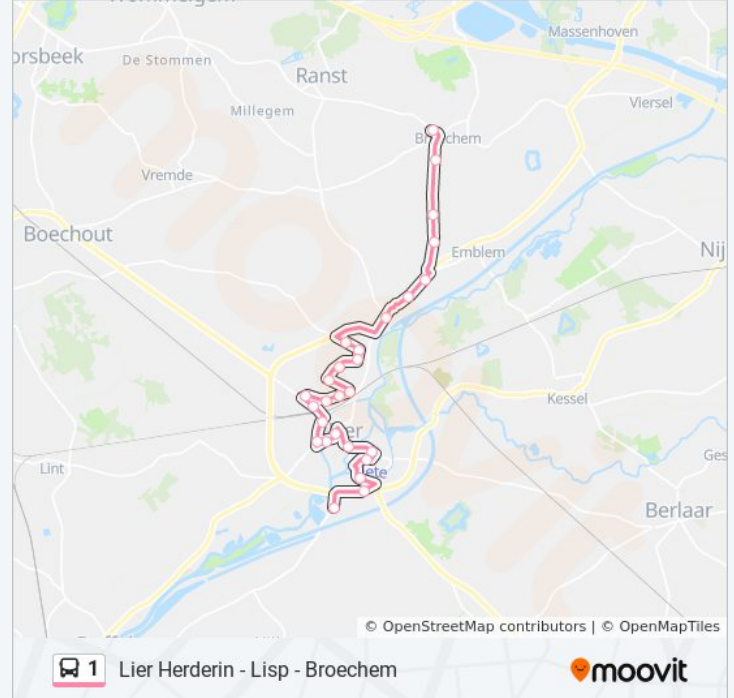 orsbeek
De Stommen
Massenhoven
Ranst
Millegem
Viersel
Vremde
Boechout
Emblem
Nij
Kessel
Lint
Ges
Berlaar
© OpenStreetMap contributors | © OpenMapTiles
1 Lier Herderin - Lisp - Broechem
moovit